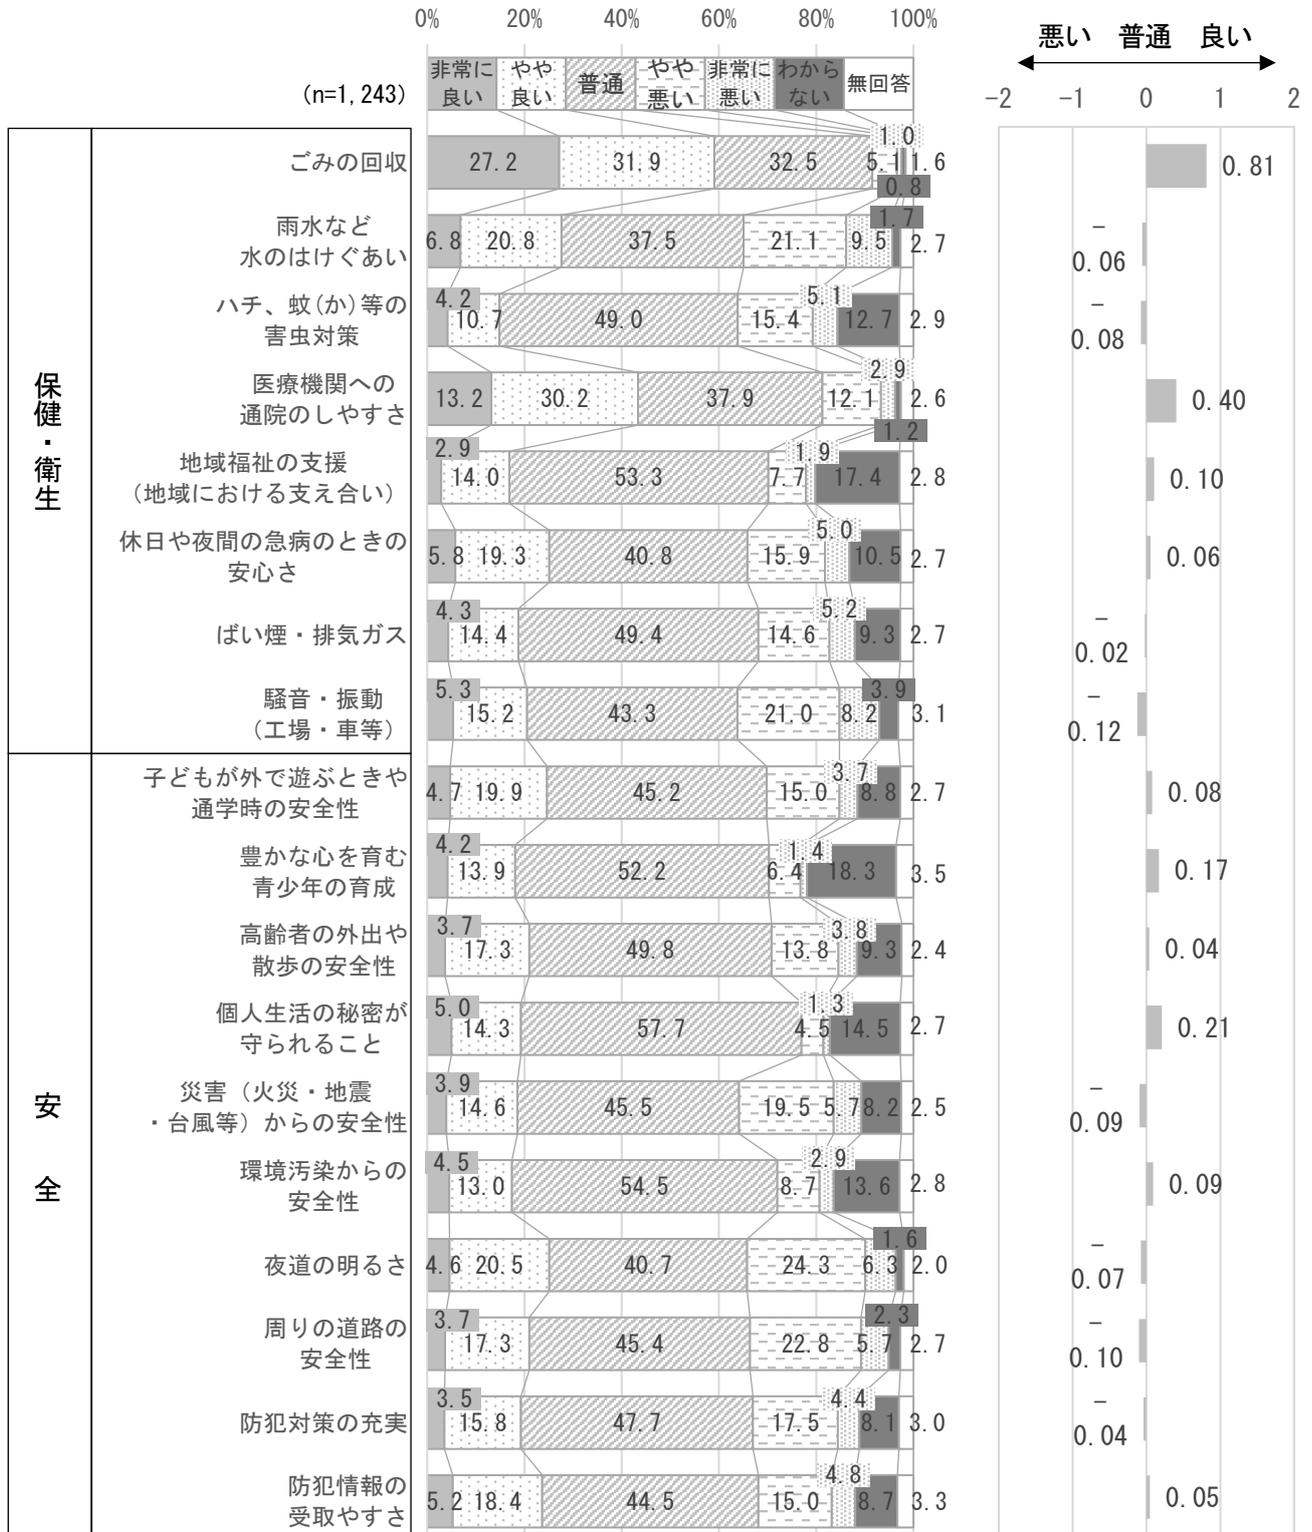 0% 20% 40% 60% 80% 100%
悪い 普通 良い
非常に やや 普通 やや 非常に わから 無回答
良い 良い 悪い 悪い ない
(n=1,243)
-2 -1 0 1 2
保健・衛生
ごみの回収
27.2 31.9 32.5 5.1 1.0 0.8 1.6
0.81
雨水など
水のはけぐあい
6.8 20.8 37.5 21.1 9.5 1.7 2.7
-
0.06
ハチ、蚊(か)等の
害虫対策
4.2 10.7 49.0 15.4 5.1 12.7 2.9
-
0.08
医療機関への
通院のしやすさ
13.2 30.2 37.9 12.1 2.9 1.2 2.6
0.40
地域福祉の支援
(地域における支え合い)
2.9 14.0 53.3 7.7 1.9 17.4 2.8
0.10
休日や夜間の急病のときの
安心さ
5.8 19.3 40.8 15.9 5.0 10.5 2.7
0.06
ばい煙・排気ガス
4.3 14.4 49.4 14.6 5.2 9.3 2.7
-
0.02
騒音・振動
(工場・車等)
5.3 15.2 43.3 21.0 8.2 3.9 3.1
-
0.12
安 全
子どもが外で遊ぶときや
通学時の安全性
4.7 19.9 45.2 15.0 3.7 8.8 2.7
0.08
豊かな心を育む
青少年の育成
4.2 13.9 52.2 6.4 1.4 18.3 3.5
0.17
高齢者の外出や
散歩の安全性
3.7 17.3 49.8 13.8 3.8 9.3 2.4
0.04
個人生活の秘密が
守られること
5.0 14.3 57.7 4.5 1.3 14.5 2.7
0.21
災害(火災・地震
・台風等)からの安全性
3.9 14.6 45.5 19.5 5.7 8.2 2.5
-
0.09
環境汚染からの
安全性
4.5 13.0 54.5 8.7 2.9 13.6 2.8
0.09
夜道の明るさ
4.6 20.5 40.7 24.3 6.3 1.6 2.0
-
0.07
周りの道路の
安全性
3.7 17.3 45.4 22.8 5.7 2.3 2.7
-
0.10
防犯対策の充実
3.5 15.8 47.7 17.5 4.4 8.1 3.0
-
0.04
防犯情報の
受取やすさ
5.2 18.4 44.5 15.0 4.8 8.7 3.3
0.05